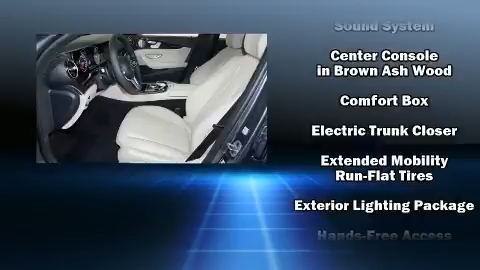 Sound System
Center Console
in Brown Ash Wood
Comfort Box
Electric Trunk Closer
Extended Mobility
Run-Flat Tires
Exterior Lighting Package
Hands-Free Access